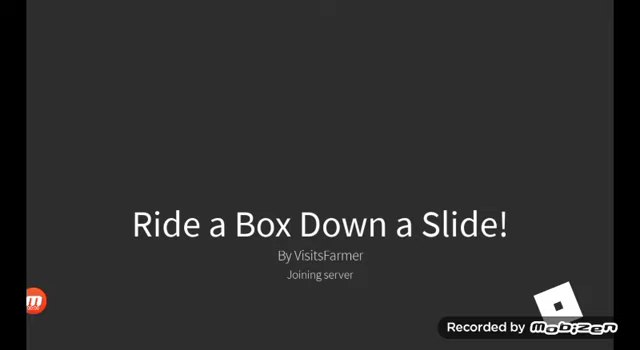 Ride a Box Down a Slide!
By VisitsFarmer
Joining server
Recorded by Mobizen